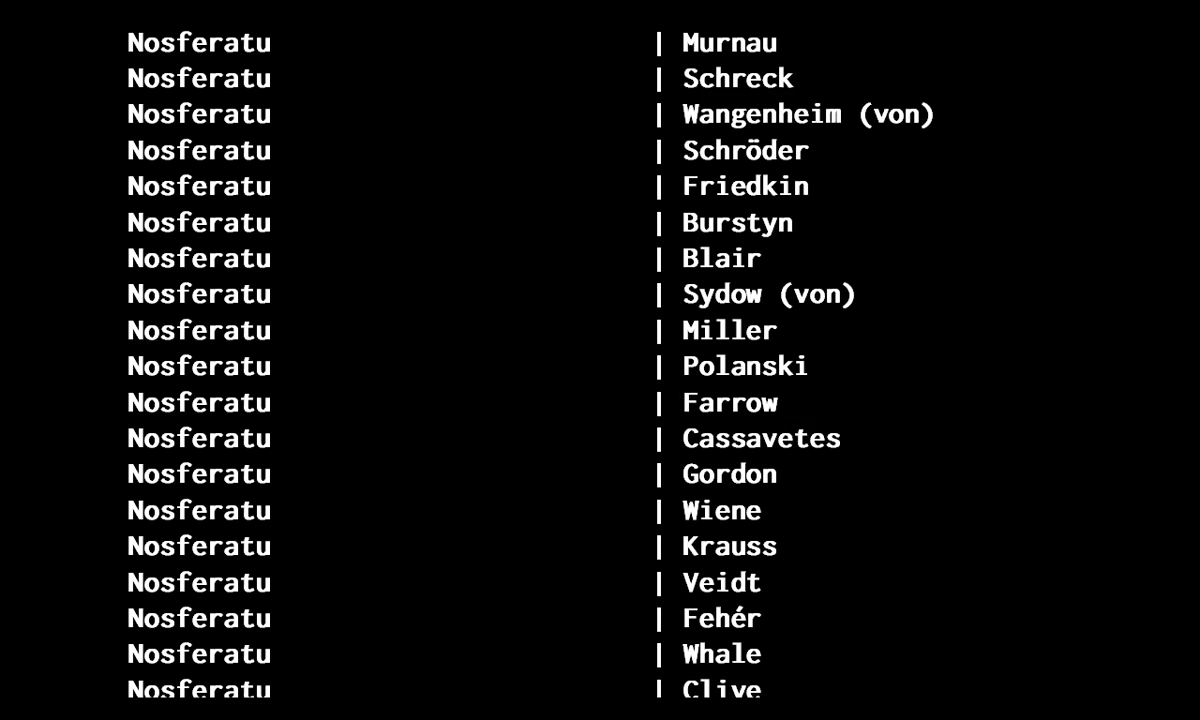 Nosferatu | Murnau
Nosferatu | Schreck
Nosferatu | Wangenheim (von)
Nosferatu | Schröder
Nosferatu | Friedkin
Nosferatu | Burstyn
Nosferatu | Blair
Nosferatu | Sydow (von)
Nosferatu | Miller
Nosferatu | Polanski
Nosferatu | Farrow
Nosferatu | Cassavetes
Nosferatu | Gordon
Nosferatu | Wiene
Nosferatu | Krauss
Nosferatu | Veidt
Nosferatu | Fehér
Nosferatu | Whale
Nosferatu | Clive